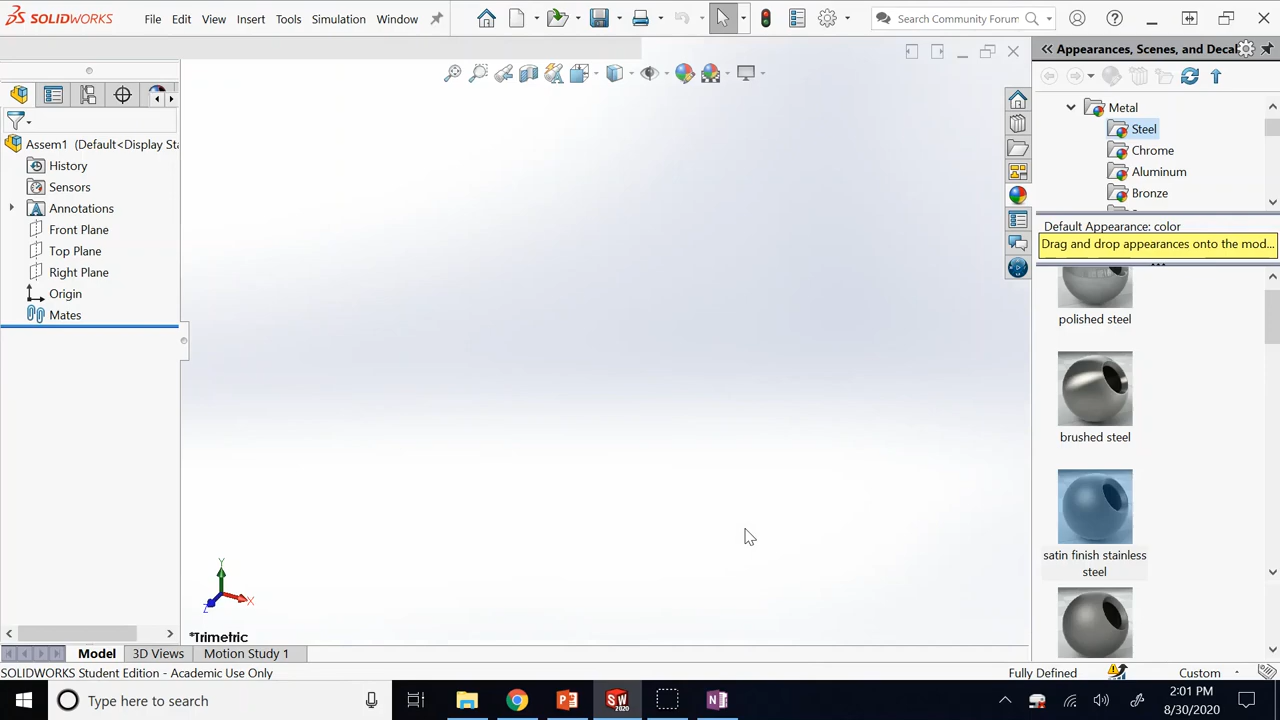 SOLIDWORKS File Edit View Insert Tools Simulation Window Search Community Forum
Appearances, Scenes, and Decal
Metal
Steel
Chrome
Aluminum
Bronze
Default Appearance: color
Drag and drop appearances onto the mod...
polished steel
brushed steel
satin finish stainless
steel
Assem1 (Default<Display Sta
History
Sensors
Annotations
Front Plane
Top Plane
Right Plane
Origin
Mates
Y
X
Z
*Trimetric
Model 3D Views Motion Study 1
SOLIDWORKS Student Edition - Academic Use Only Fully Defined Custom
Type here to search
SW
2020
2:01 PM
8/30/2020